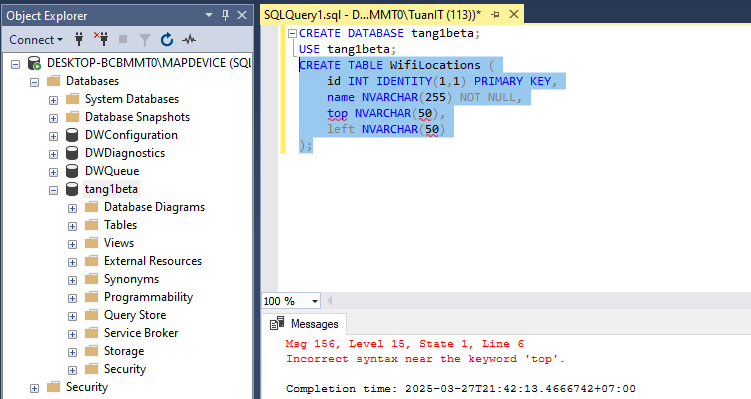 Object Explorer
Connect
DESKTOP-BCBMMT0\MAPDEVICE (SQL
Databases
System Databases
Database Snapshots
DWConfiguration
DWDiagnostics
DWQueue
tang1beta
Database Diagrams
Tables
Views
External Resources
Synonyms
Programmability
Query Store
Service Broker
Storage
Security
Security
SQLQuery1.sql - D...MMT0\TuanIT (113))*
CREATE DATABASE tang1beta;
USE tang1beta;
CREATE TABLE WifiLocations (
id INT IDENTITY(1,1) PRIMARY KEY,
name NVARCHAR(255) NOT NULL,
top NVARCHAR(50),
left NVARCHAR(50)
);
100 %
Messages
Msg 156, Level 15, State 1, Line 6
Incorrect syntax near the keyword 'top'.
Completion time: 2025-03-27T21:42:13.4666742+07:00